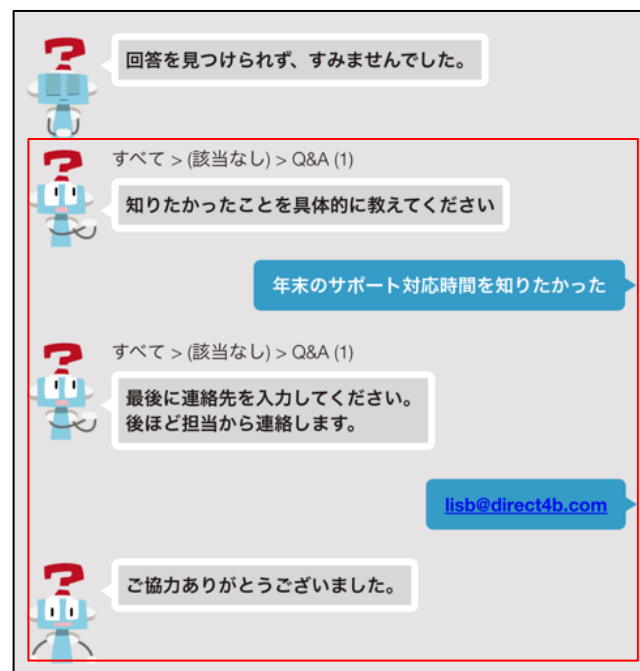 回答を見つけられず、すみませんでした。
すべて > (該当なし) > Q&A (1)
知りたかったことを具体的に教えてください
年末のサポート対応時間を知りたかった
すべて > (該当なし) > Q&A (1)
最後に連絡先を入力してください。
後ほど担当から連絡します。
lisb@direct4b.com
ご協力ありがとうございました。